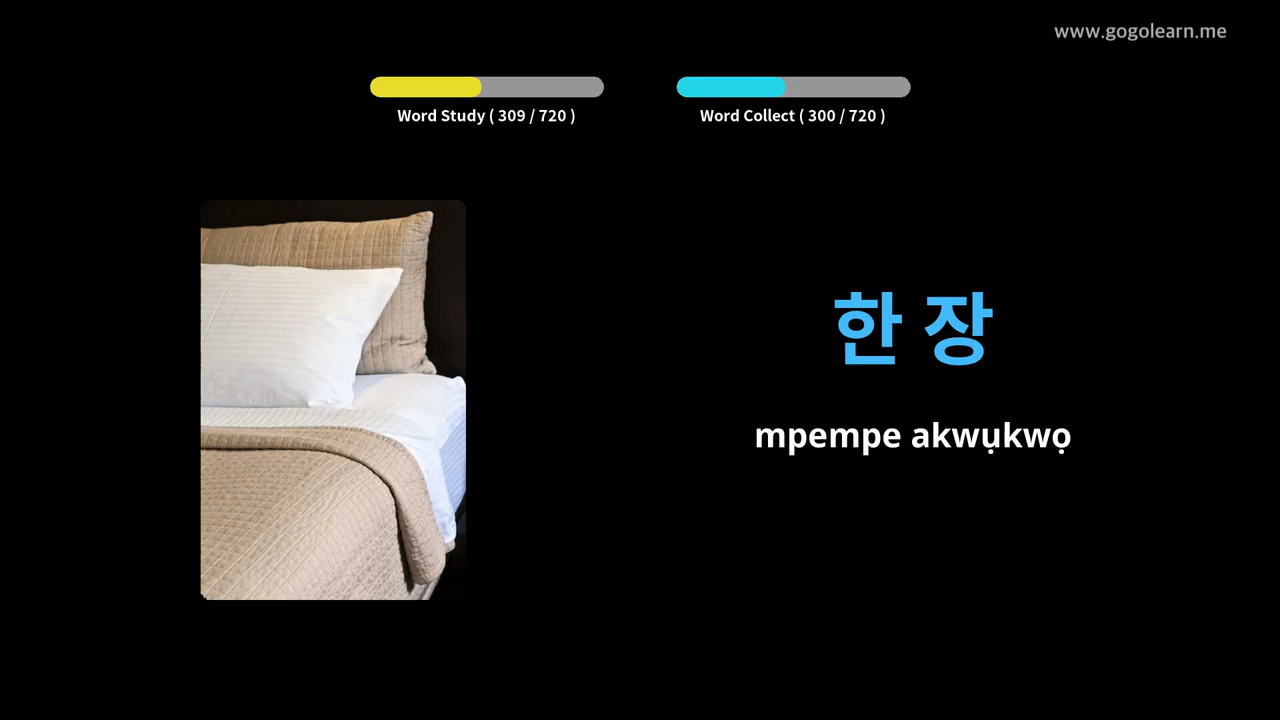 www.gogolearn.me
Word Study ( 309 / 720 )
Word Collect ( 300 / 720 )
한 장
mpempe akwụkwọ